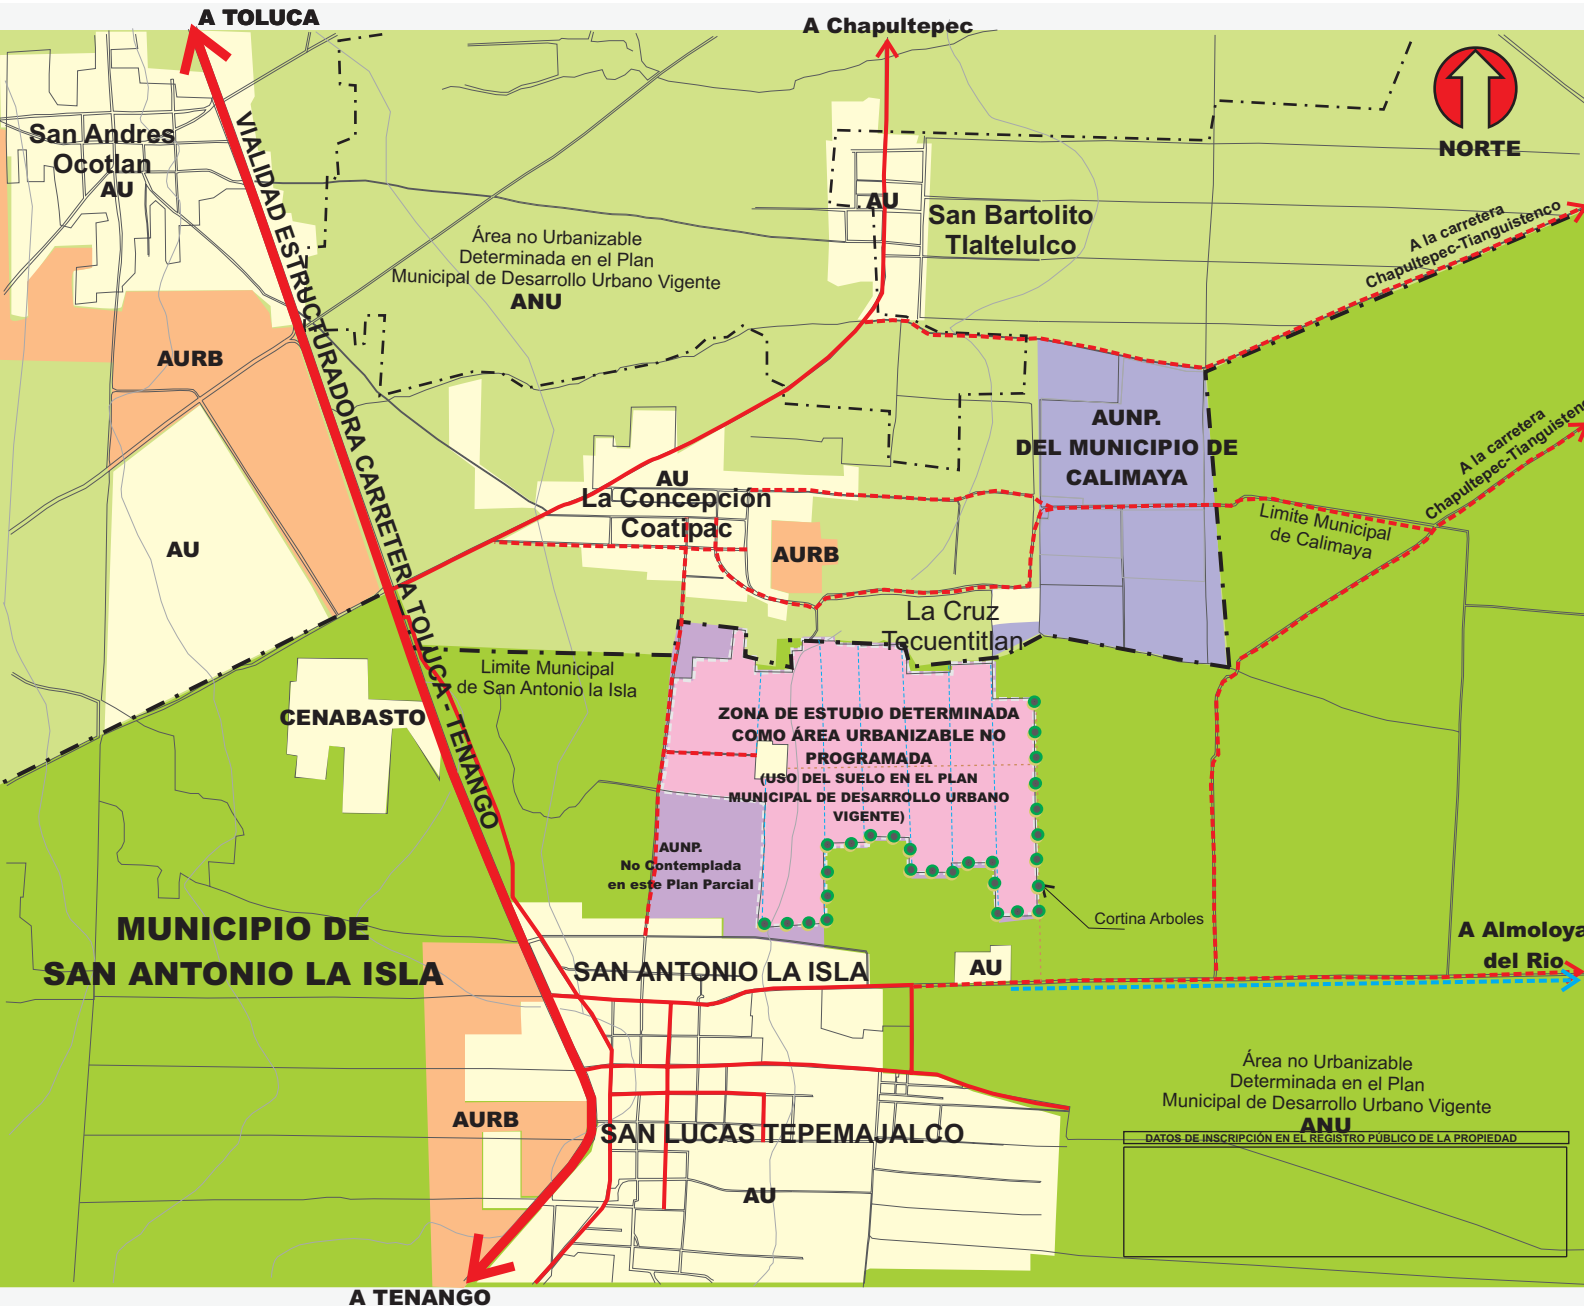 A TOLUCA
A Chapultepec
NORTE
San Andres
Ocotlan
AU
VIALIDAD ESTRUCTURADORA CARRETERA TOLUCA - TENANGO
AU
San Bartolito
Tlaltelulco
A la carretera
Chapultepec-Tianguistenco
Área no Urbanizable
Determinada en el Plan
Municipal de Desarrollo Urbano Vigente
ANU
AURB
AUNP.
DEL MUNICIPIO DE
CALIMAYA
A la carretera
Chapultepec-Tianguistenc
AU
La Concepción
Coatipac
AU
AURB
Limite Municipal
de Calimaya
La Cruz
Tecuentitlan
Limite Municipal
de San Antonio la Isla
CENABASTO
ZONA DE ESTUDIO DETERMINADA
COMO ÁREA URBANIZABLE NO
PROGRAMADA
(USO DEL SUELO EN EL PLAN
MUNICIPAL DE DESARROLLO URBANO
VIGENTE)
AUNP.
No Contemplada
en este Plan Parcial
Cortina Arboles
MUNICIPIO DE
SAN ANTONIO LA ISLA
A Almoloya
del Rio
SAN ANTONIO LA ISLA
AU
Área no Urbanizable
Determinada en el Plan
Municipal de Desarrollo Urbano Vigente
ANU
DATOS DE INSCRIPCIÓN EN EL REGISTRO PÚBLICO DE LA PROPIEDAD
AURB
SAN LUCAS TEPEMAJALCO
AU
A TENANGO